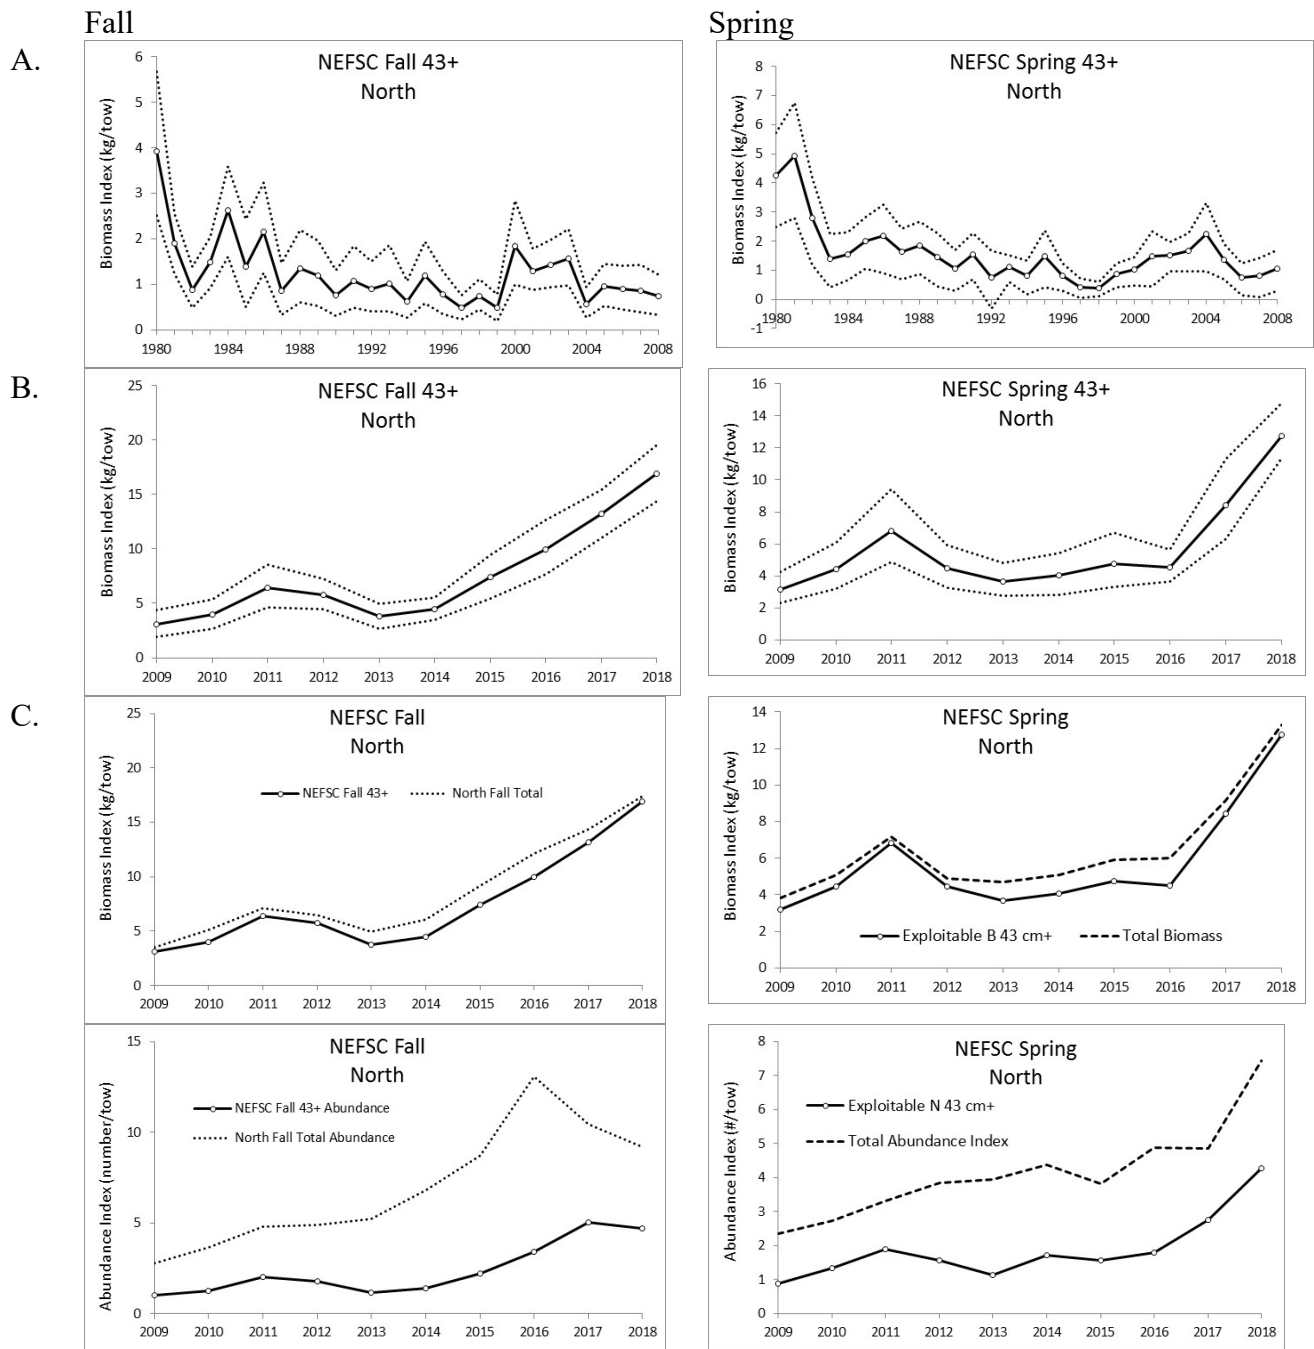 Fall
Spring
A.
NEFSC Fall 43+
North
Biomass Index (kg/tow)
6
5
4
3
2
1
0
1980 1984 1988 1992 1996 2000 2004 2008
NEFSC Spring 43+
North
Biomass Index (kg/tow)
8
7
6
5
4
3
2
1
0
-1
1980 1984 1988 1992 1996 2000 2004 2008
B.
NEFSC Fall 43+
North
Biomass Index (kg/tow)
25
20
15
10
5
0
2009 2010 2011 2012 2013 2014 2015 2016 2017 2018
NEFSC Spring 43+
North
Biomass Index (kg/tow)
16
14
12
10
8
6
4
2
0
2009 2010 2011 2012 2013 2014 2015 2016 2017 2018
C.
NEFSC Fall
North
Biomass Index (kg/tow)
25
20
15
10
5
0
NEFSC Fall 43+ North Fall Total
2009 2010 2011 2012 2013 2014 2015 2016 2017 2018
NEFSC Spring
North
Biomass Index (kg/tow)
14
12
10
8
6
4
2
0
Exploitable B 43 cm+ Total Biomass
2009 2010 2011 2012 2013 2014 2015 2016 2017 2018
NEFSC Fall
North
Abundance Index (number/tow)
15
10
5
0
NEFSC Fall 43+ Abundance
North Fall Total Abundance
2009 2010 2011 2012 2013 2014 2015 2016 2017 2018
NEFSC Spring
North
Abundance Index (#/tow)
8
7
6
5
4
3
2
1
0
Exploitable N 43 cm+
Total Abundance Index
2009 2010 2011 2012 2013 2014 2015 2016 2017 2018